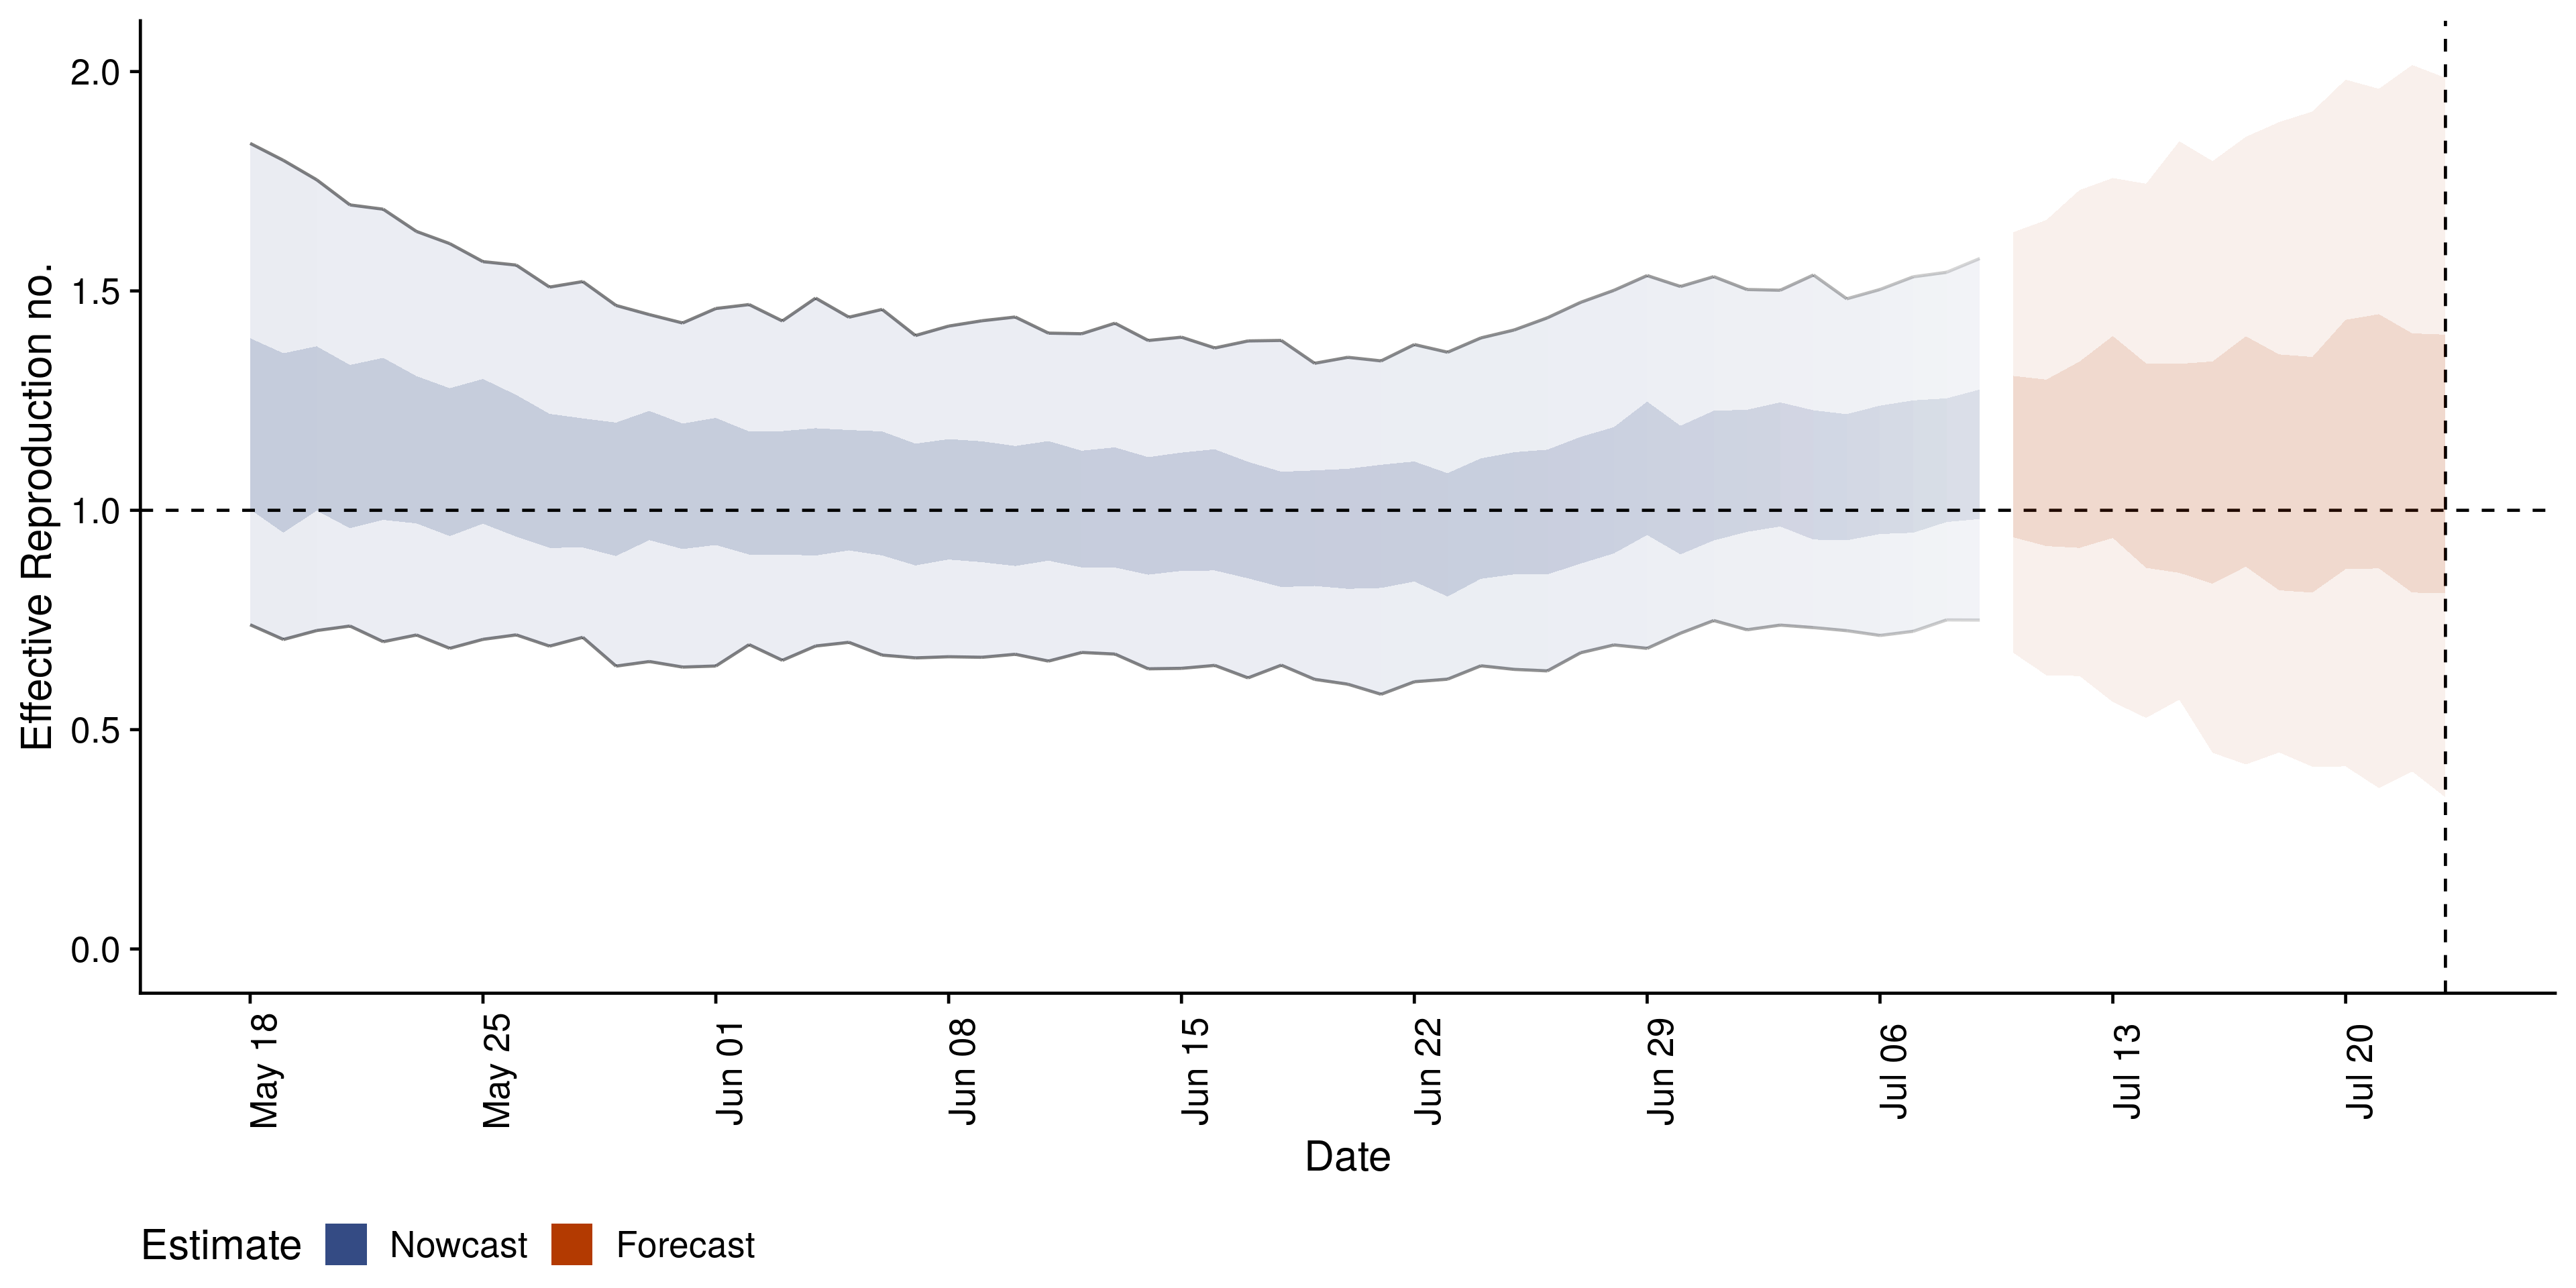 Effective Reproduction no.
2.0
1.5
1.0
0.5
0.0
May 18
May 25
Jun 01
Jun 08
Jun 15
Jun 22
Jun 29
Jul 06
Jul 13
Jul 20
Date
Estimate Nowcast Forecast